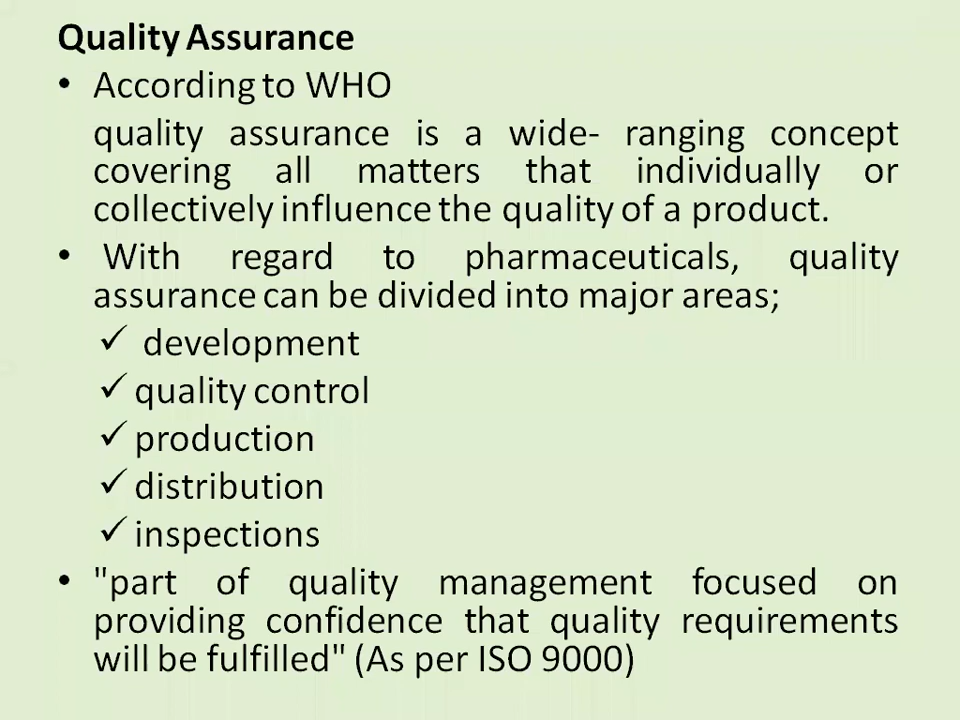 Quality Assurance
• According to WHO
quality assurance is a wide- ranging concept
covering all matters that individually or
collectively influence the quality of a product.
• With regard to pharmaceuticals, quality
assurance can be divided into major areas;
✓ development
✓ quality control
✓ production
✓ distribution
✓ inspections
• "part of quality management focused on
providing confidence that quality requirements
will be fulfilled" (As per ISO 9000)